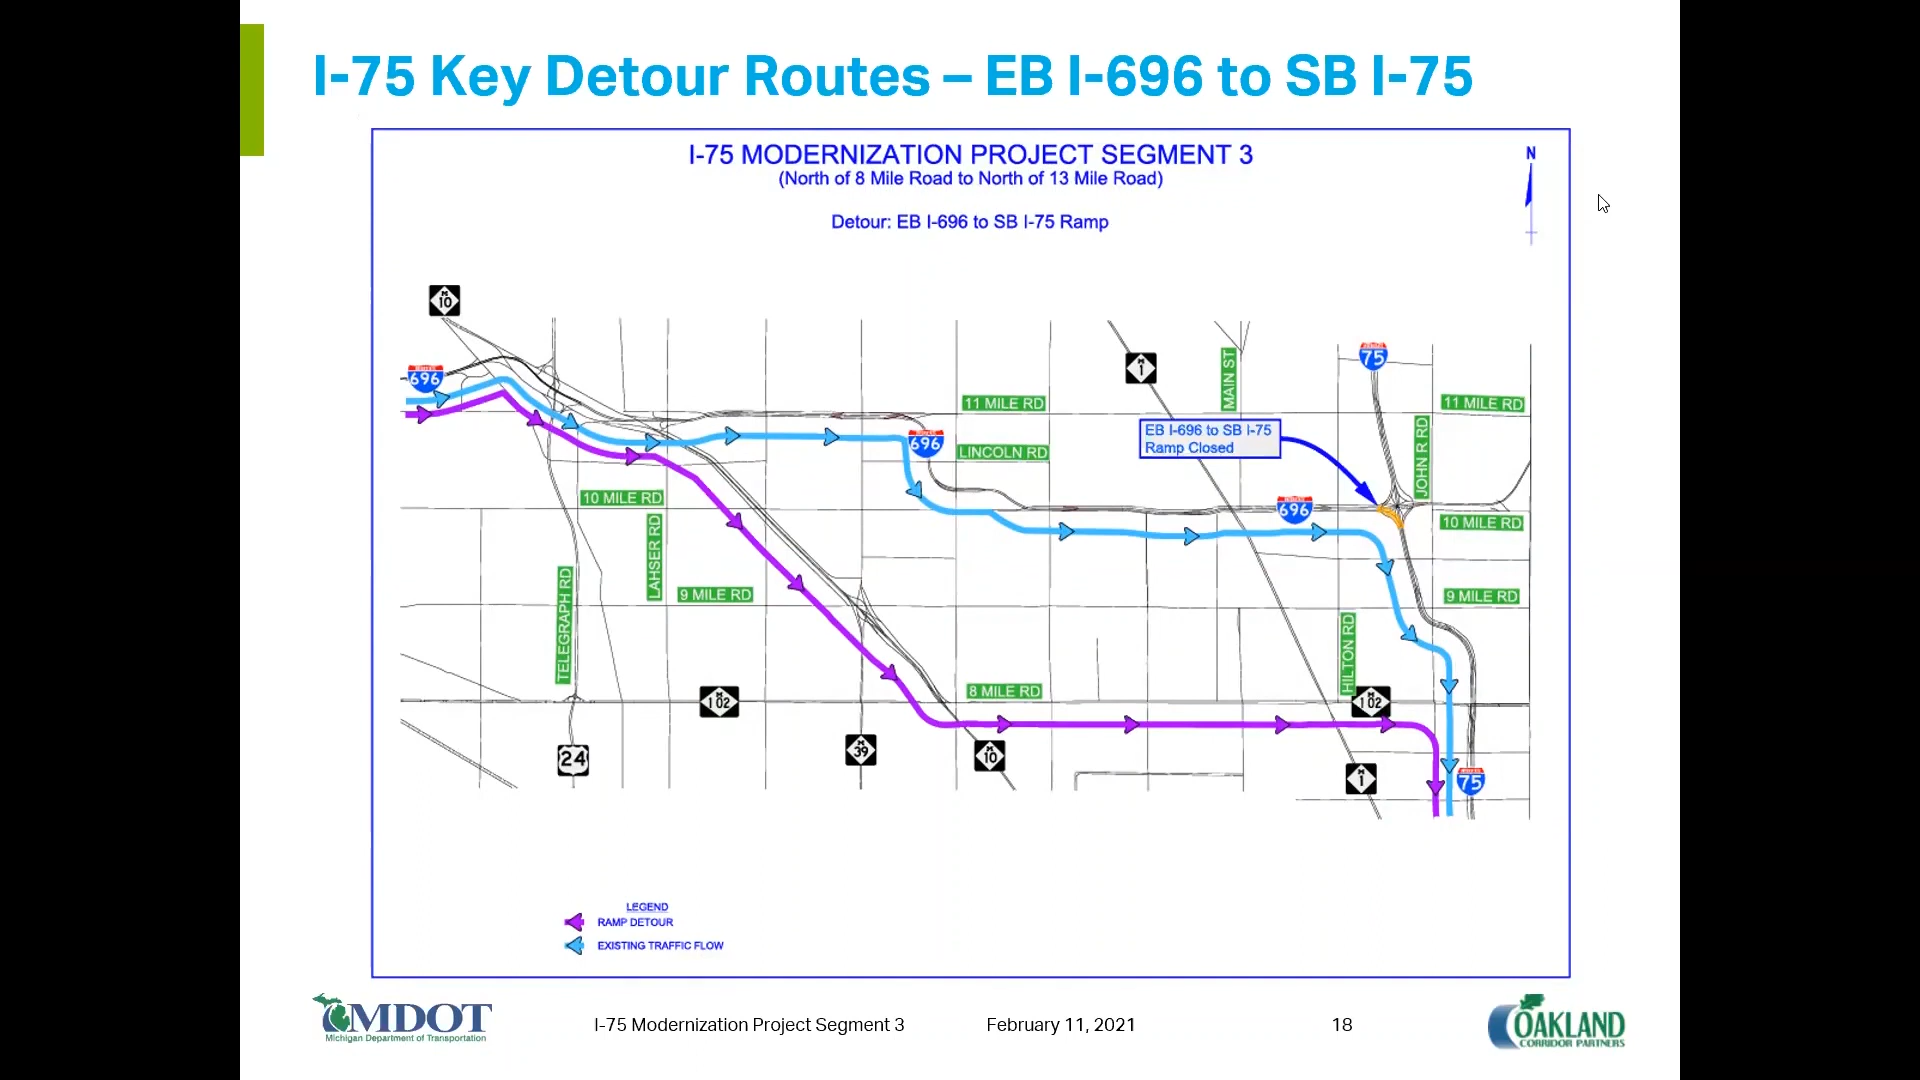 I-75 Key Detour Routes – EB I-696 to SB I-75
I-75 MODERNIZATION PROJECT SEGMENT 3
(North of 8 Mile Road to North of 13 Mile Road)
Detour: EB I-696 to SB I-75 Ramp
N
M
10
696
M
1
MAIN ST
75
11 MILE RD
11 MILE RD
EB I-696 to SB I-75
Ramp Closed
JOHN R RD
696
LINCOLN RD
10 MILE RD
696
10 MILE RD
LAHSER RD
TELEGRAPH RD
9 MILE RD
9 MILE RD
HILTON RD
8 MILE RD
M
102
M
102
24
M
39
M
10
M
1
75
LEGEND
RAMP DETOUR
EXISTING TRAFFIC FLOW
MDOT
Michigan Department of Transportation
I-75 Modernization Project Segment 3
February 11, 2021
18
OAKLAND
CORRIDOR PARTNERS